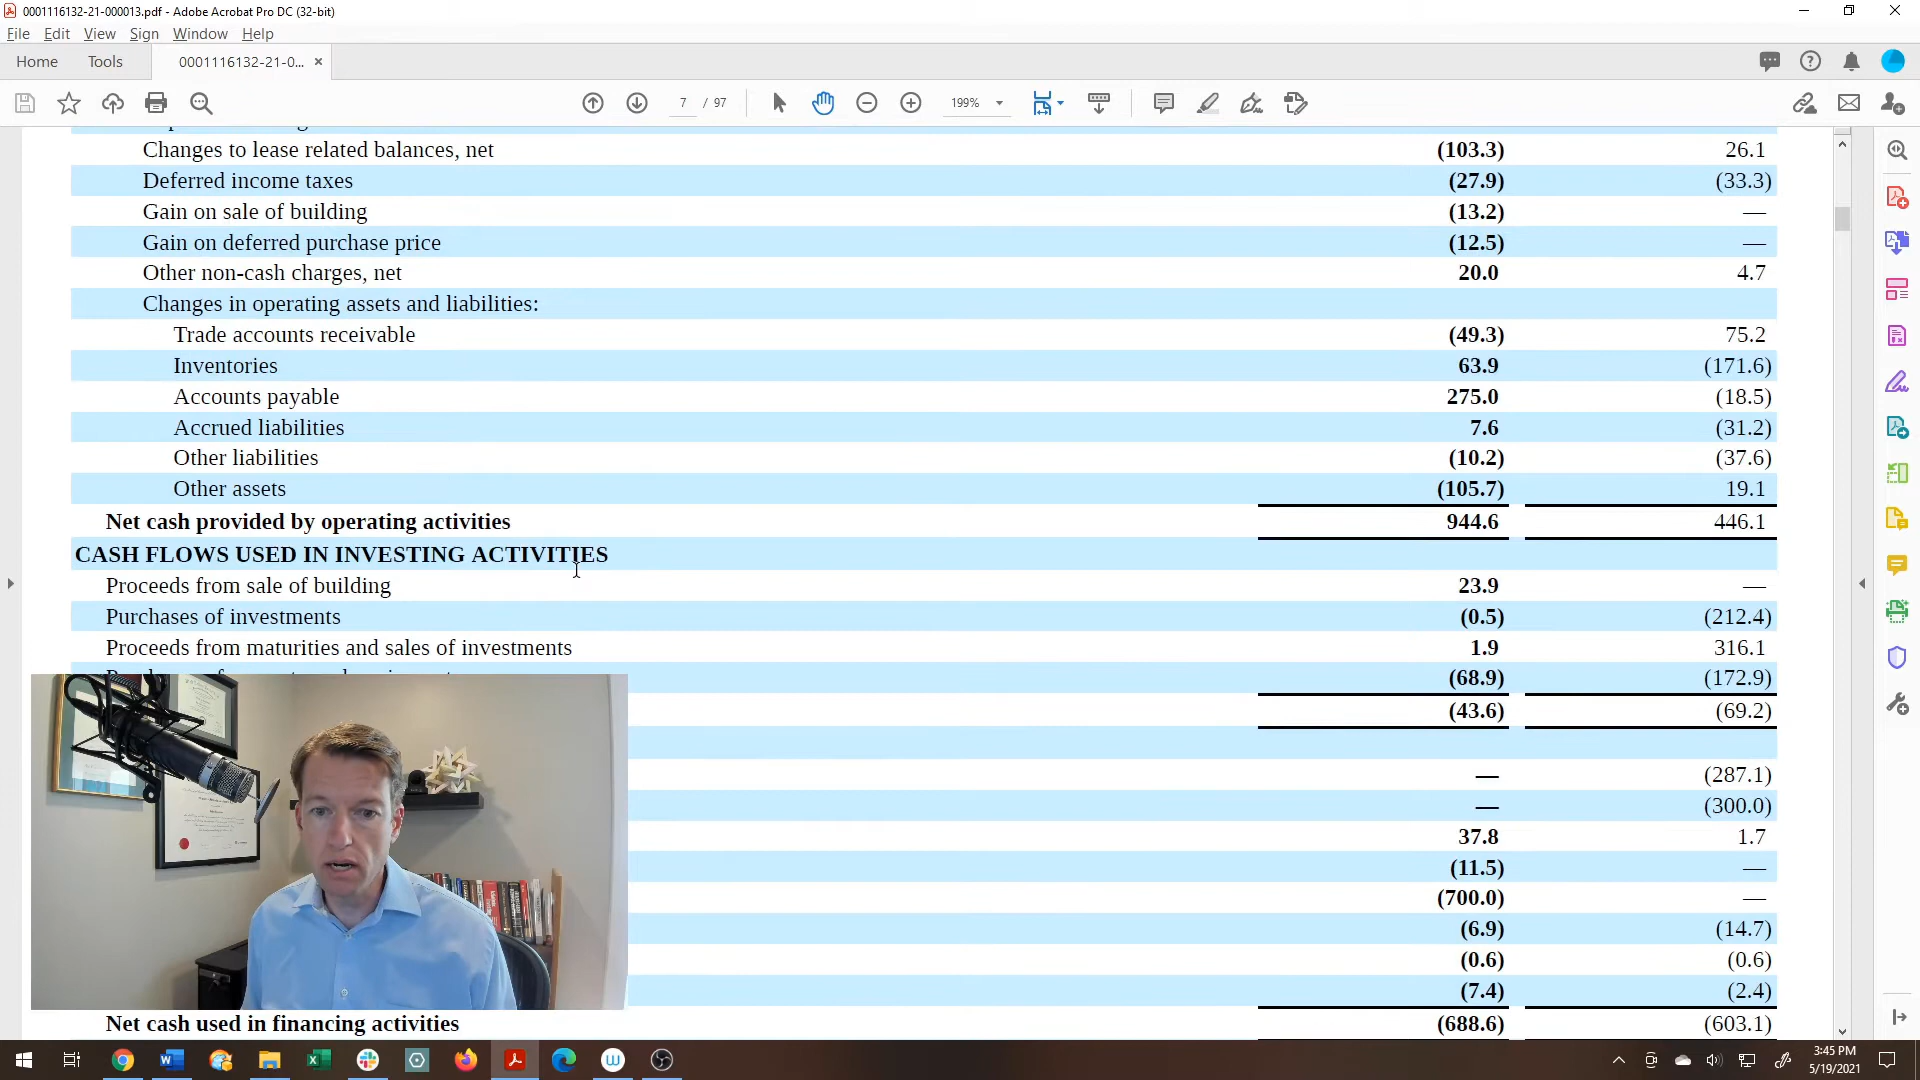 0001116132-21-000013.pdf - Adobe Acrobat Pro DC (32-bit)
File Edit View Sign Window Help
Home Tools 0001116132-21-0... ×
7 / 97 199%
Changes to lease related balances, net (103.3) 26.1
Deferred income taxes (27.9) (33.3)
Gain on sale of building (13.2) —
Gain on deferred purchase price (12.5) —
Other non-cash charges, net 20.0 4.7
Changes in operating assets and liabilities:
Trade accounts receivable (49.3) 75.2
Inventories 63.9 (171.6)
Accounts payable 275.0 (18.5)
Accrued liabilities 7.6 (31.2)
Other liabilities (10.2) (37.6)
Other assets (105.7) 19.1
Net cash provided by operating activities 944.6 446.1
CASH FLOWS USED IN INVESTING ACTIVITIES
Proceeds from sale of building 23.9 —
Purchases of investments (0.5) (212.4)
Proceeds from maturities and sales of investments 1.9 316.1
(68.9) (172.9)
(43.6) (69.2)
— (287.1)
— (300.0)
37.8 1.7
(11.5) —
(700.0) —
(6.9) (14.7)
(0.6) (0.6)
(7.4) (2.4)
Net cash used in financing activities (688.6) (603.1)
3:45 PM
5/19/2021